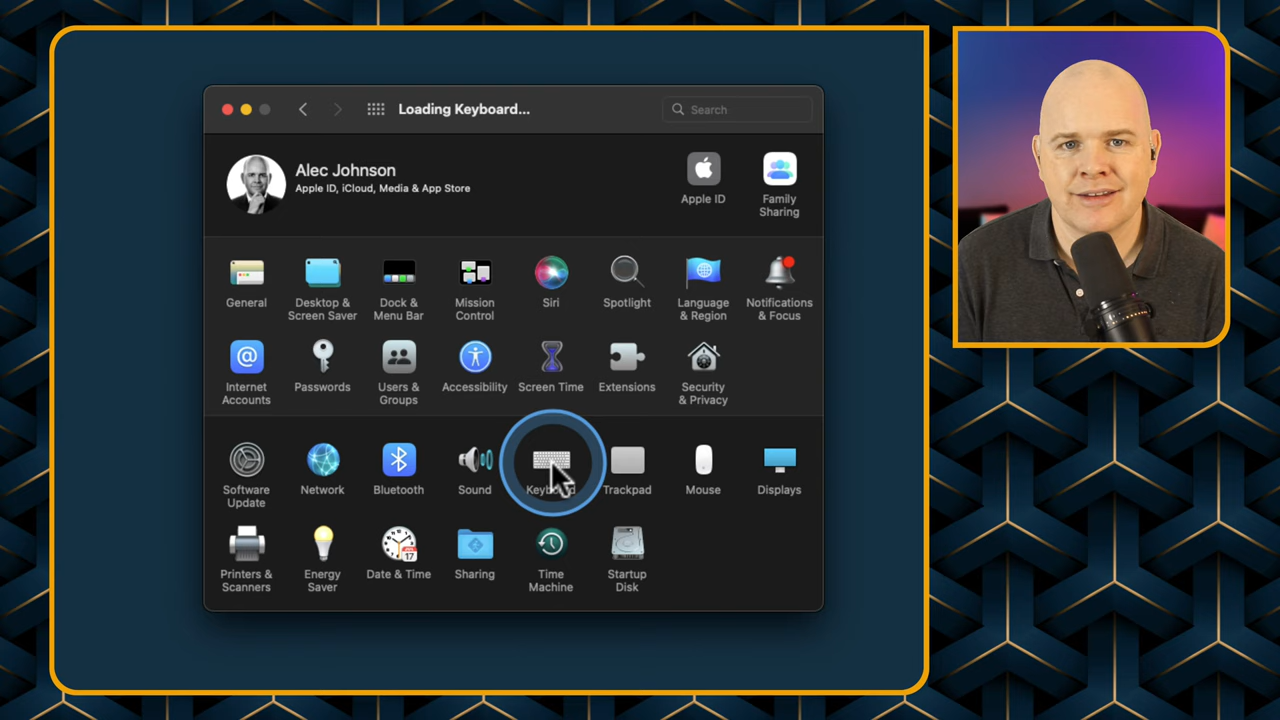 Loading Keyboard...
Search
Alec Johnson
Apple ID, iCloud, Media & App Store
Apple ID
Family
Sharing
General
Desktop &
Screen Saver
Dock &
Menu Bar
Mission
Control
Siri
Spotlight
Language
& Region
Notifications
& Focus
Internet
Accounts
Passwords
Users &
Groups
Accessibility
Screen Time
Extensions
Security
& Privacy
Software
Update
Network
Bluetooth
Sound
Keyboard
Trackpad
Mouse
Displays
Printers &
Scanners
Energy
Saver
Date & Time
Sharing
Time
Machine
Startup
Disk